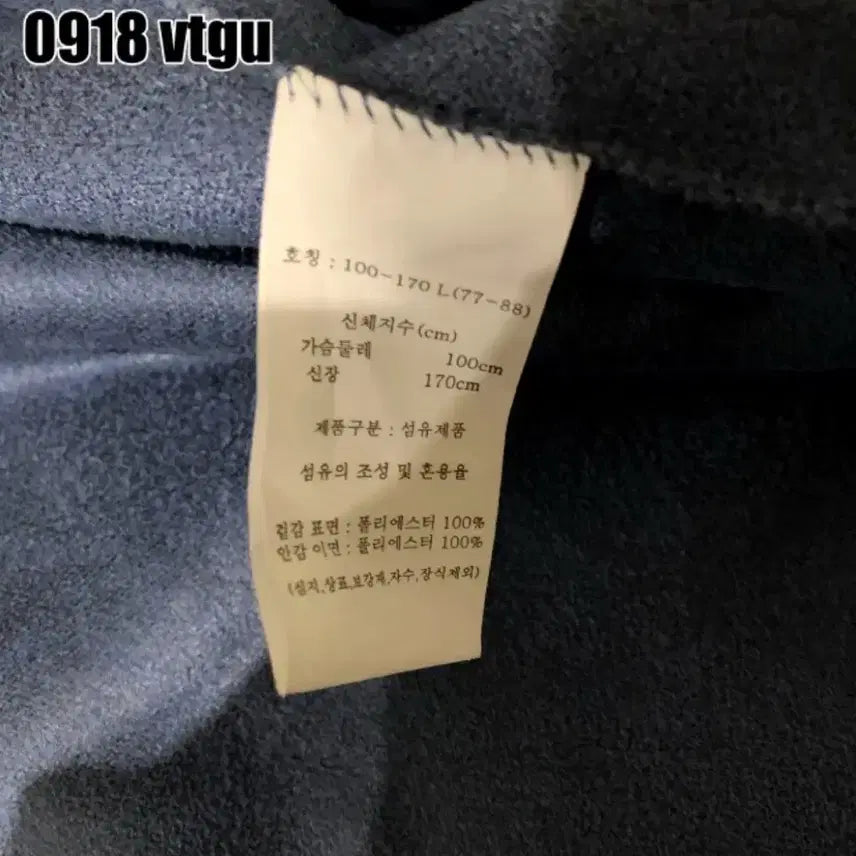 0918 vtgu
호칭 : 100-170 L(77-88)
신체지수(cm)
가슴둘레 100cm
신장 170cm
제품구분 : 섬유제품
섬유의 조성 및 혼용율
겉감 표면 : 폴리에스터 100%
안감 이면 : 폴리에스터 100%
(심지,상표,보강재,자수,장식제외)